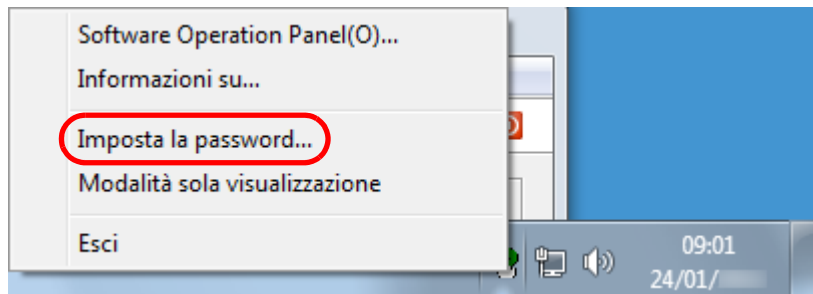 Software Operation Panel(O)...
Informazioni su...
Imposta la password...
Modalità sola visualizzazione
Esci
09:01
24/01/